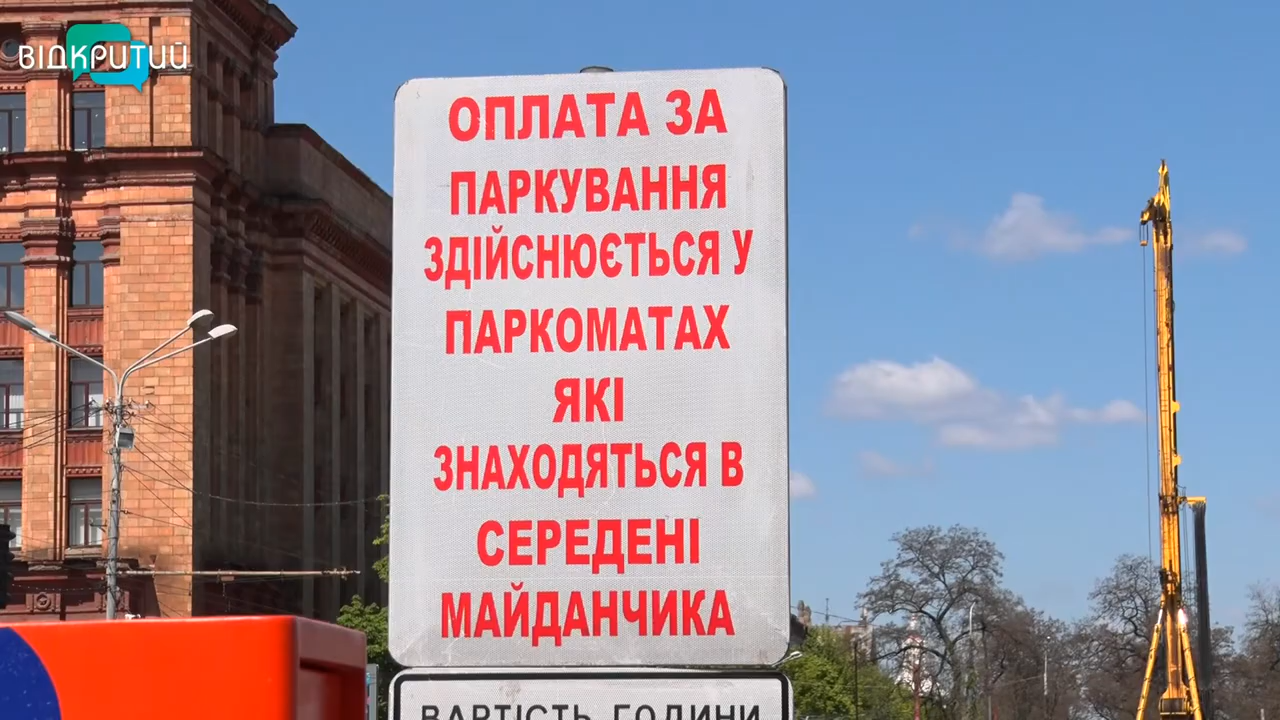 ВІДКРИТИЙ
ОПЛАТА ЗА
ПАРКУВАННЯ
ЗДІЙСНЮЄТЬСЯ У
ПАРКОМАТАХ
ЯКІ
ЗНАХОДЯТЬСЯ В
СЕРЕДЕНІ
МАЙДАНЧИКА
ВАРТІСТЬ ГОДИНИ